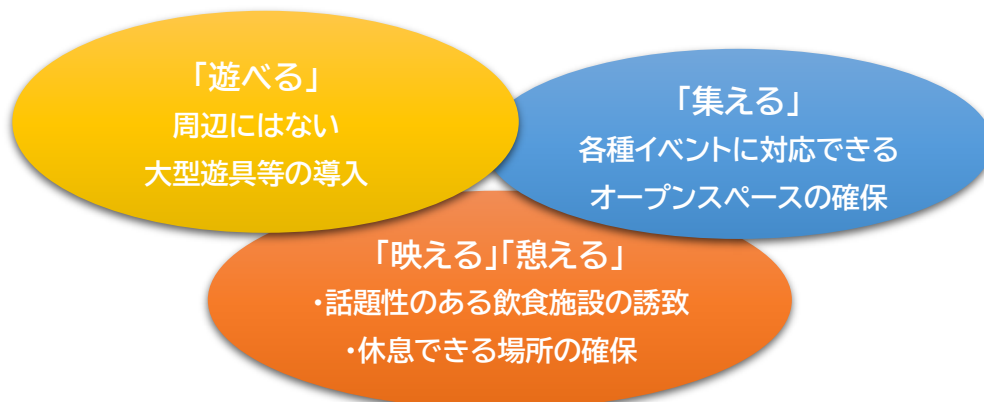 「遊べる」
周辺にはない
大型遊具等の導入
「集える」
各種イベントに対応できる
オープンスペースの確保
「映える」「憩える」
・話題性のある飲食施設の誘致
・休息できる場所の確保